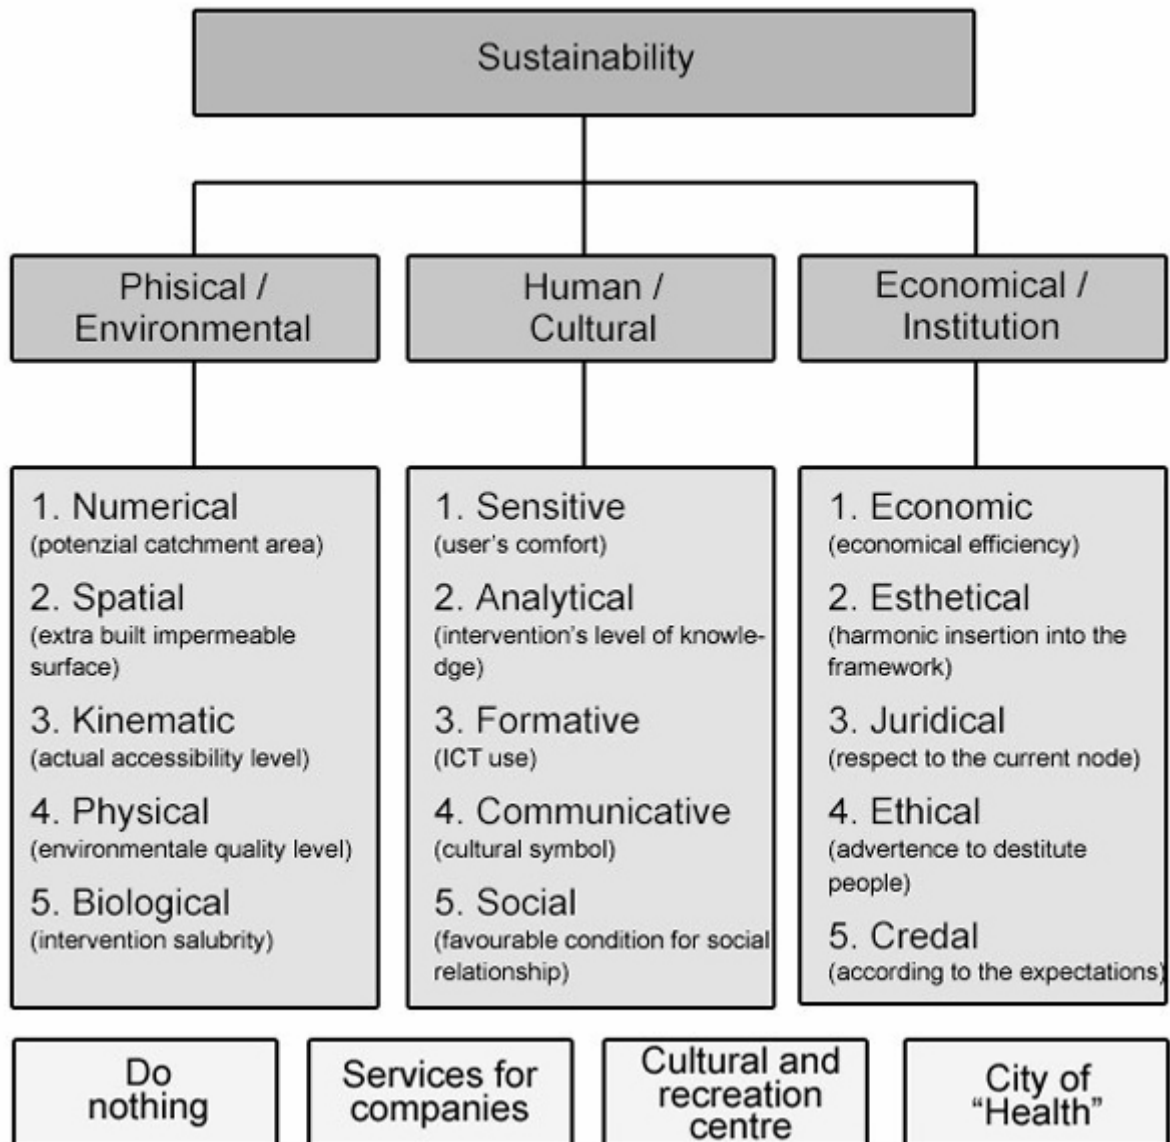 Sustainability
Phisical /
Environmental
Human /
Cultural
Economical /
Institution
1. Numerical
(potenzial catchment area)
2. Spatial
(extra built impermeable
surface)
3. Kinematic
(actual accessibility level)
4. Physical
(environmentale quality level)
5. Biological
(intervention salubrity)
1. Sensitive
(user's comfort)
2. Analytical
(intervention's level of knowle-
dge)
3. Formative
(ICT use)
4. Communicative
(cultural symbol)
5. Social
(favourable condition for social
relationship)
1. Economic
(economical efficiency)
2. Esthetical
(harmonic insertion into the
framework)
3. Juridical
(respect to the current node)
4. Ethical
(advertence to destitute
people)
5. Credal
(according to the expectations)
Do
nothing
Services for
companies
Cultural and
recreation
centre
City of
“Health”